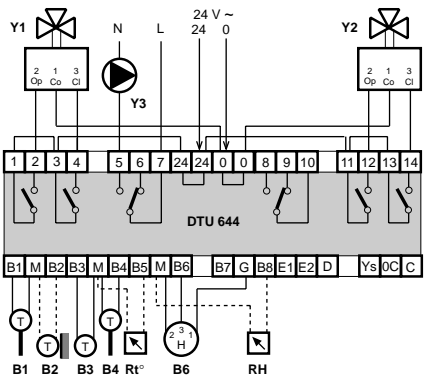 24 V ~
Y1 N L 24 0 Y2
2 1 3 2 1 3
Op Co Cl Op Co Cl
Y3
1 2 3 4 5 6 7 24 24 0 0 8 9 10 11 12 13 14
DTU 644
B1 M B2 B3 M B4 B5 M B6 B7 G B8 E1 E2 D Ys 0C C
T T T T 2 3 1 H
B1 B2 B3 B4 Rt° B6 RH